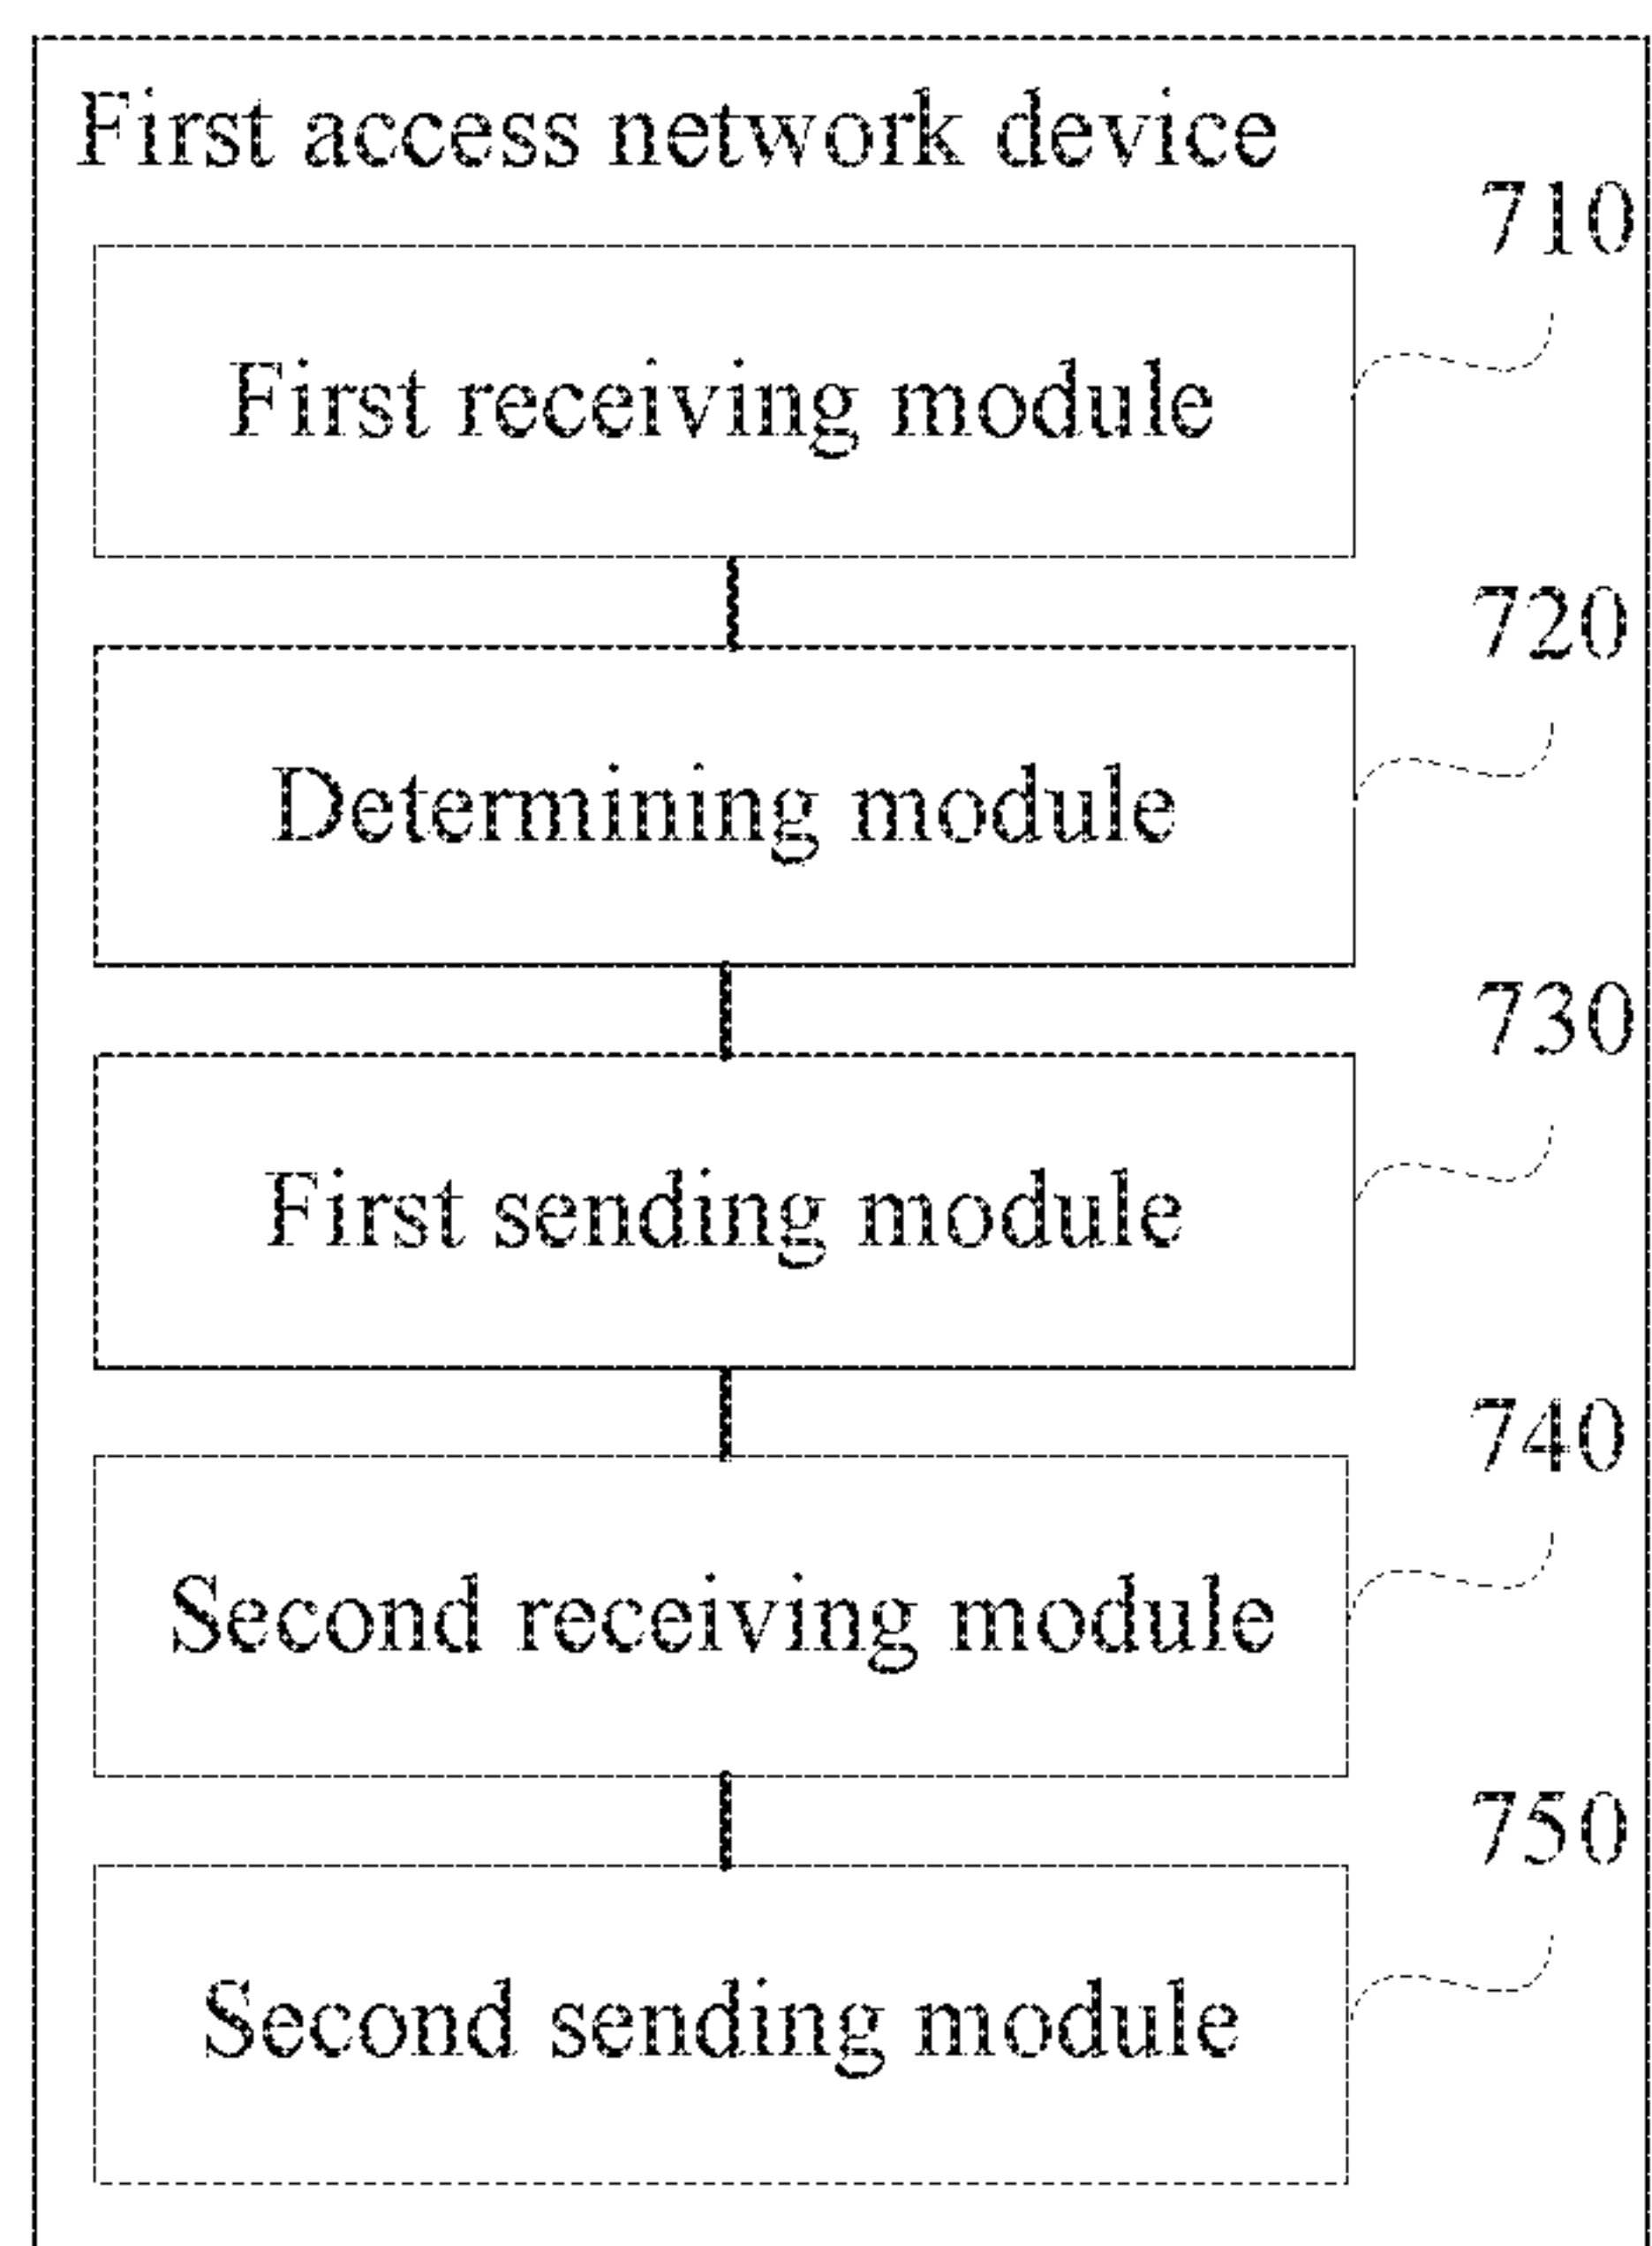 First access network device
710
First receiving module
720
Determining module
730
First sending module
740
Second receiving module
750
Second sending module